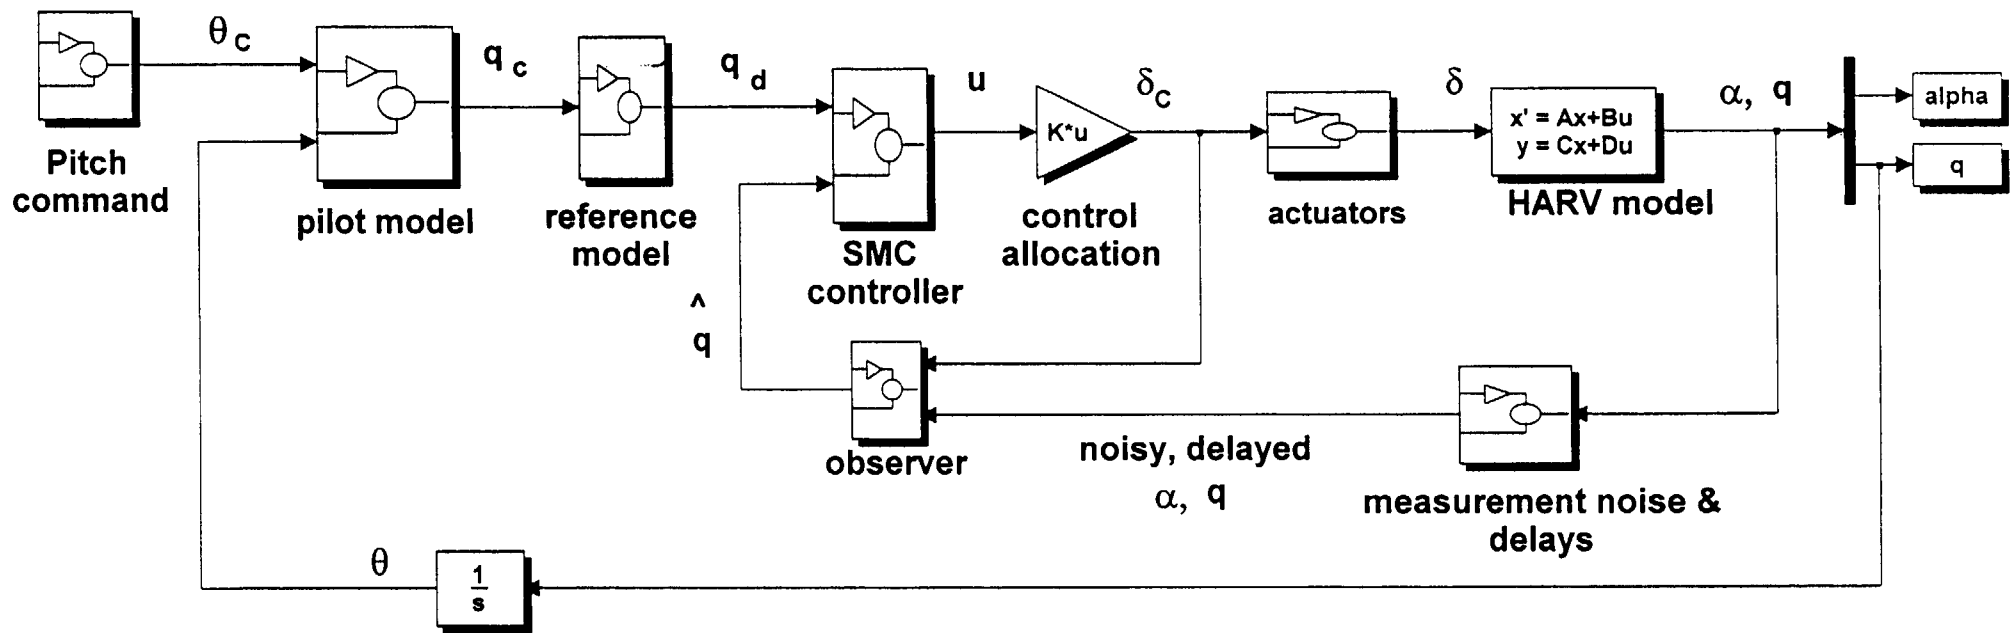 θ C
q c
q d
u
δ C
δ
α, q
alpha
q
K*u
x' = Ax+Bu
y = Cx+Du
Pitch
command
pilot model
reference
model
SMC
controller
control
allocation
actuators
HARV model
^
q
observer
noisy, delayed
α, q
measurement noise &
delays
θ
1
s